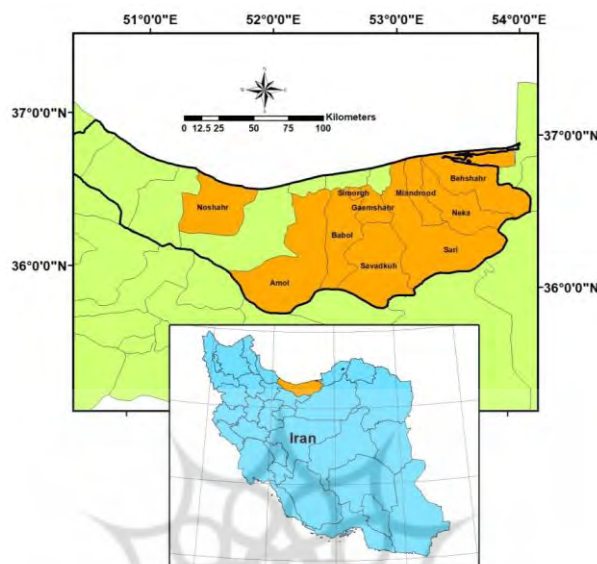 51°0'0"E 52°0'0"E 53°0'0"E 54°0'0"E
Kilometers
0 12.5 25 50 75 100
37°0'0"N
37°0'0"N
Noshahr
Behshahr
Simorgh
Miandrood
Gaemshahr
Neka
Babol
Sari
Savadkuh
Amol
36°0'0"N
36°0'0"N
Iran